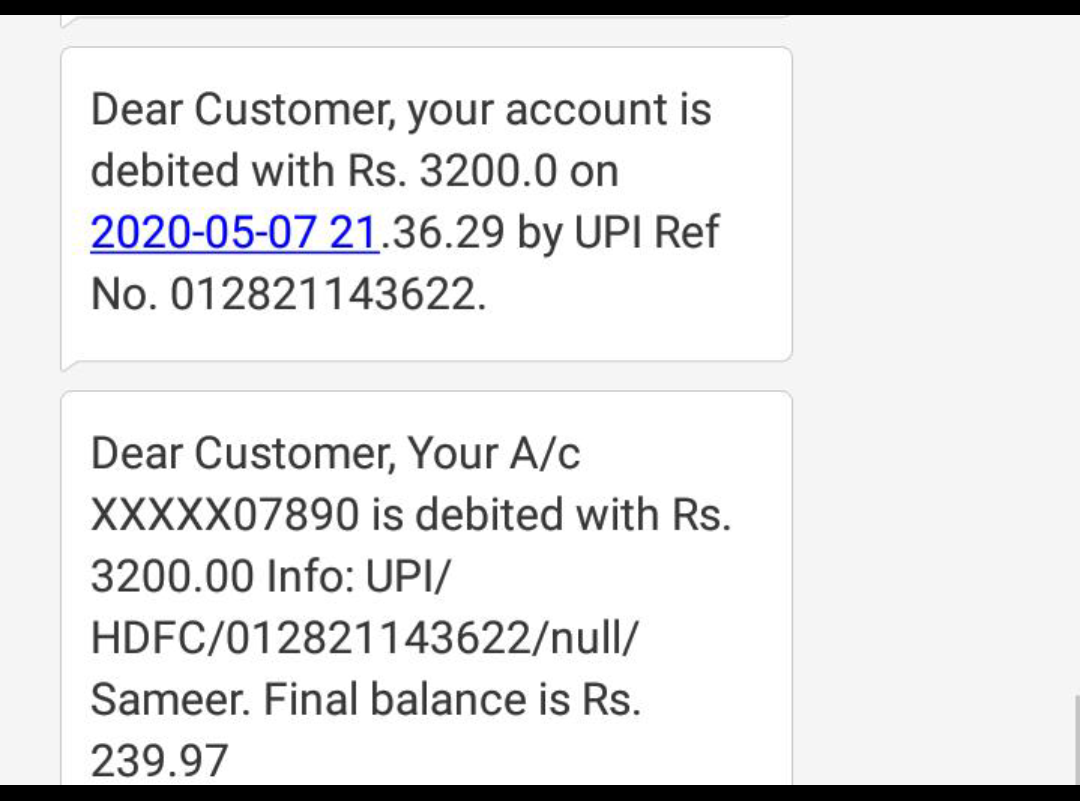 Dear Customer, your account is
debited with Rs. 3200.0 on
2020-05-07 21.36.29 by UPI Ref
No. 012821143622.
Dear Customer, Your A/c
XXXXX07890 is debited with Rs.
3200.00 Info: UPI/
HDFC/012821143622/null/
Sameer. Final balance is Rs.
239.97